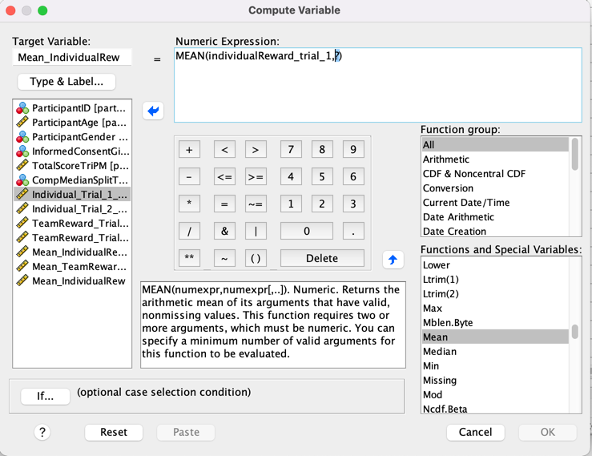 Compute Variable
Target Variable:
Mean_IndividualRew
=
Numeric Expression:
MEAN(individualReward_trial_1,?)
Type & Label...
ParticipantID [part...
ParticipantAge [pa...
ParticipantGender ...
InformedConsentGi...
TotalScoreTriPM [p...
CompMedianSplitT...
Individual_Trial_1_...
Individual_Trial_2_...
TeamReward_Trial...
TeamReward_Trial...
Mean_IndividualRe...
Mean_TeamRewar...
Mean_IndividualRew
+ < > 7 8 9
- <= >= 4 5 6
* = ~= 1 2 3
/ & | 0 .
** ~ () Delete
Function group:
All
Arithmetic
CDF & Noncentral CDF
Conversion
Current Date/Time
Date Arithmetic
Date Creation
Functions and Special Variables:
Lower
Ltrim(1)
Ltrim(2)
Max
Mblen.Byte
Mean
Median
Min
Missing
Mod
Ncdf.Beta
MEAN(numexpr,numexpr[,..]). Numeric. Returns the
arithmetic mean of its arguments that have valid,
nonmissing values. This function requires two or
more arguments, which must be numeric. You can
specify a minimum number of valid arguments for
this function to be evaluated.
If...
(optional case selection condition)
?
Reset
Paste
Cancel
OK